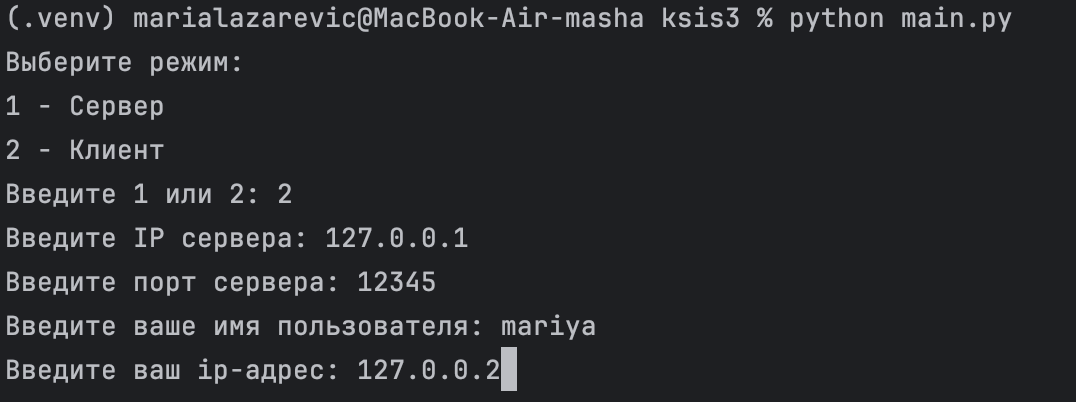 (.venv) marialazarevic@MacBook-Air-masha ksis3 % python main.py
Выберите режим:
1 - Сервер
2 - Клиент
Введите 1 или 2: 2
Введите IP сервера: 127.0.0.1
Введите порт сервера: 12345
Введите ваше имя пользователя: mariya
Введите ваш ip-адрес: 127.0.0.2